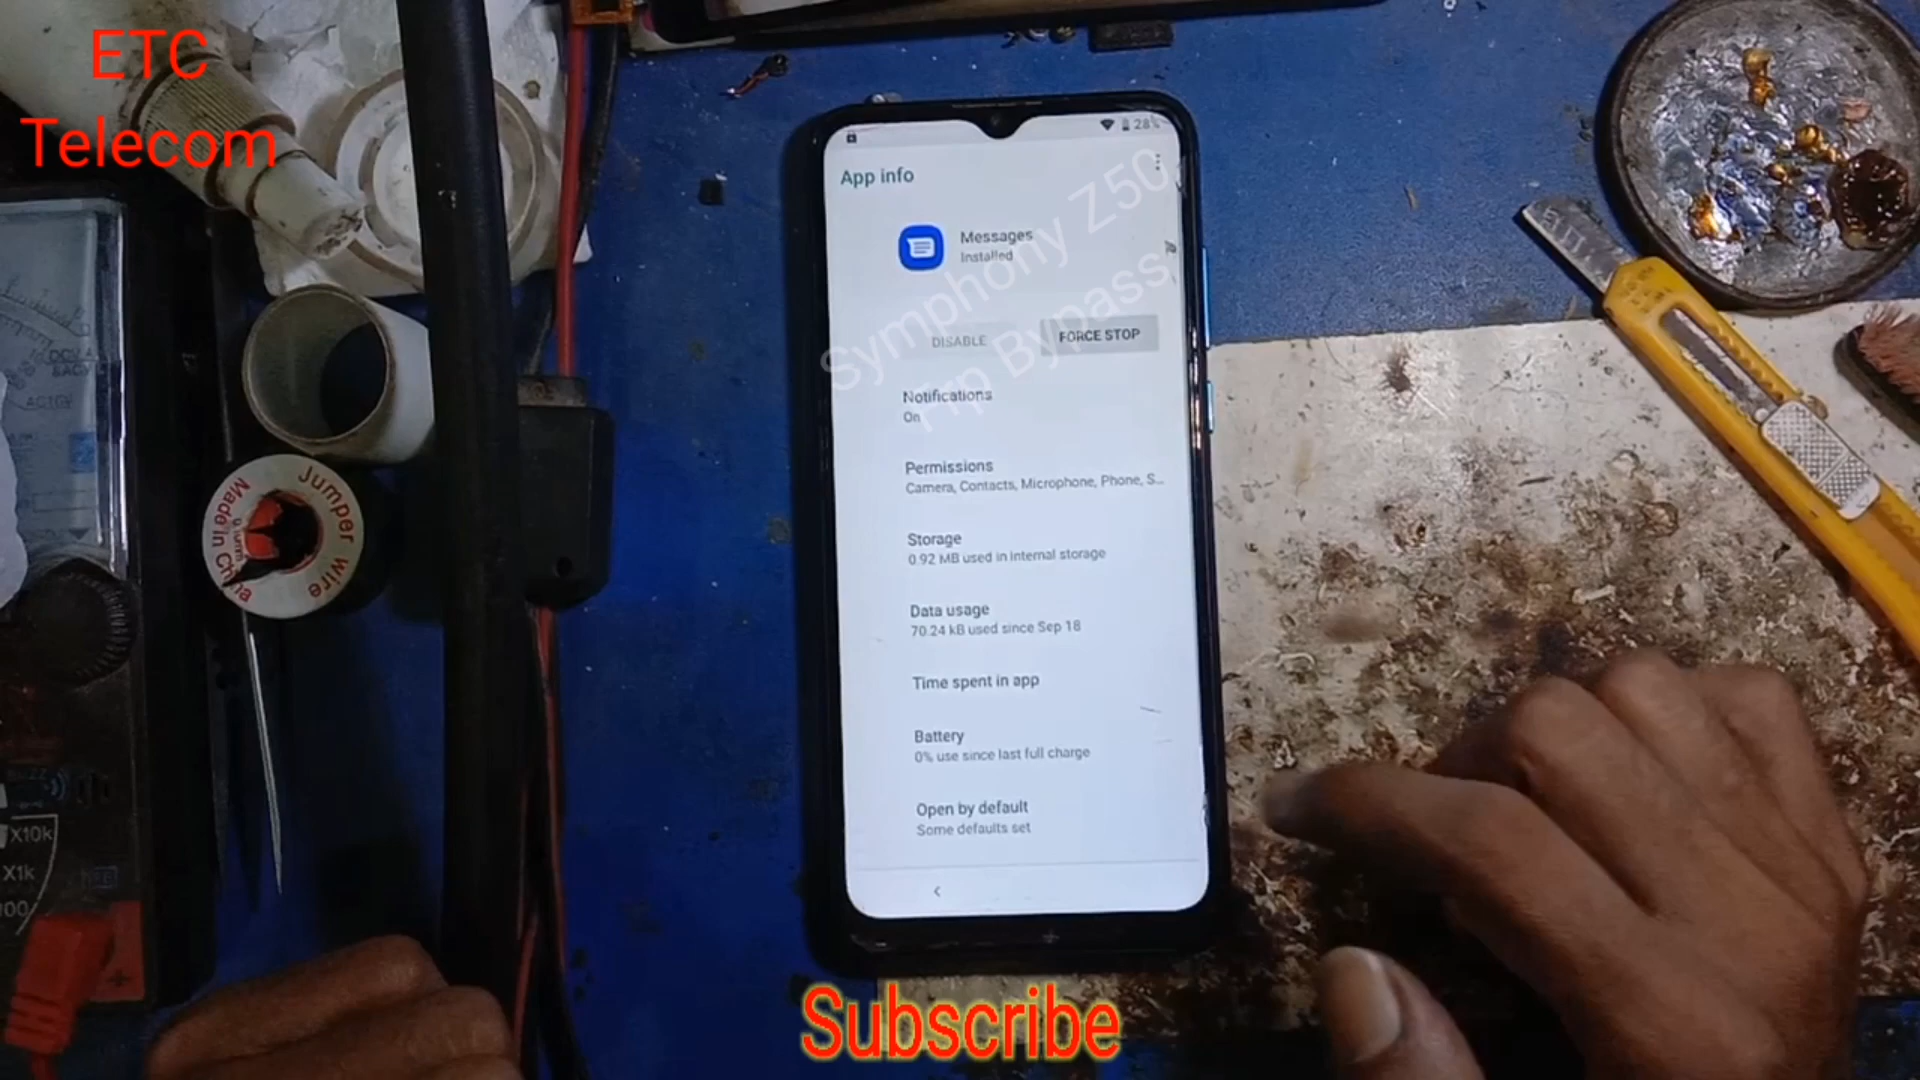 ETC
Telecom
28%
App info
Messages
Installed
DISABLE
FORCE STOP
Symphony Z50
Frp Bypass
Notifications
On
Permissions
Camera, Contacts, Microphone, Phone, S...
Storage
0.92 MB used in Internal storage
Data usage
70.24 kB used since Sep 18
Time spent in app
Battery
0% use since last full charge
Open by default
Some defaults set
Jumper Wire
Made in China
X10k
X1k
Subscribe